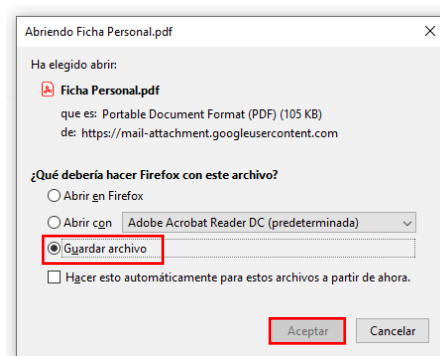 Abriendo Ficha Personal.pdf
Ha elegido abrir:
Ficha Personal.pdf
que es: Portable Document Format (PDF) (105 KB)
de: https://mail-attachment.googleusercontent.com
¿Qué debería hacer Firefox con este archivo?
Abrir en Firefox
Abrir con Adobe Acrobat Reader DC (predeterminada)
Guardar archivo
Hacer esto automáticamente para estos archivos a partir de ahora.
Aceptar Cancelar